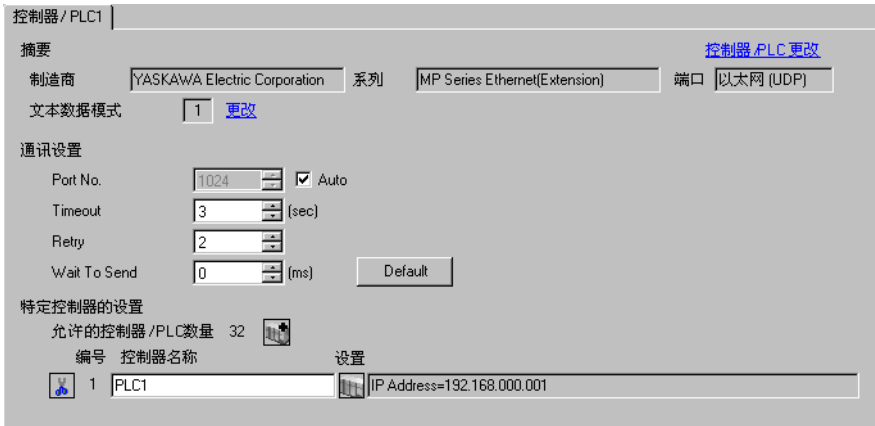 控制器/PLC1
摘要 控制器/PLC更改
制造商 YASKAWA Electric Corporation 系列 MP Series Ethernet(Extension) 端口 以太网 (UDP)
文本数据模式 1 更改
通讯设置
Port No. 1024 Auto
Timeout 3 (sec)
Retry 2
Wait To Send 0 (ms) Default
特定控制器的设置
允许的控制器/PLC数量 32
编号 控制器名称 设置
1 PLC1 IP Address=192.168.000.001